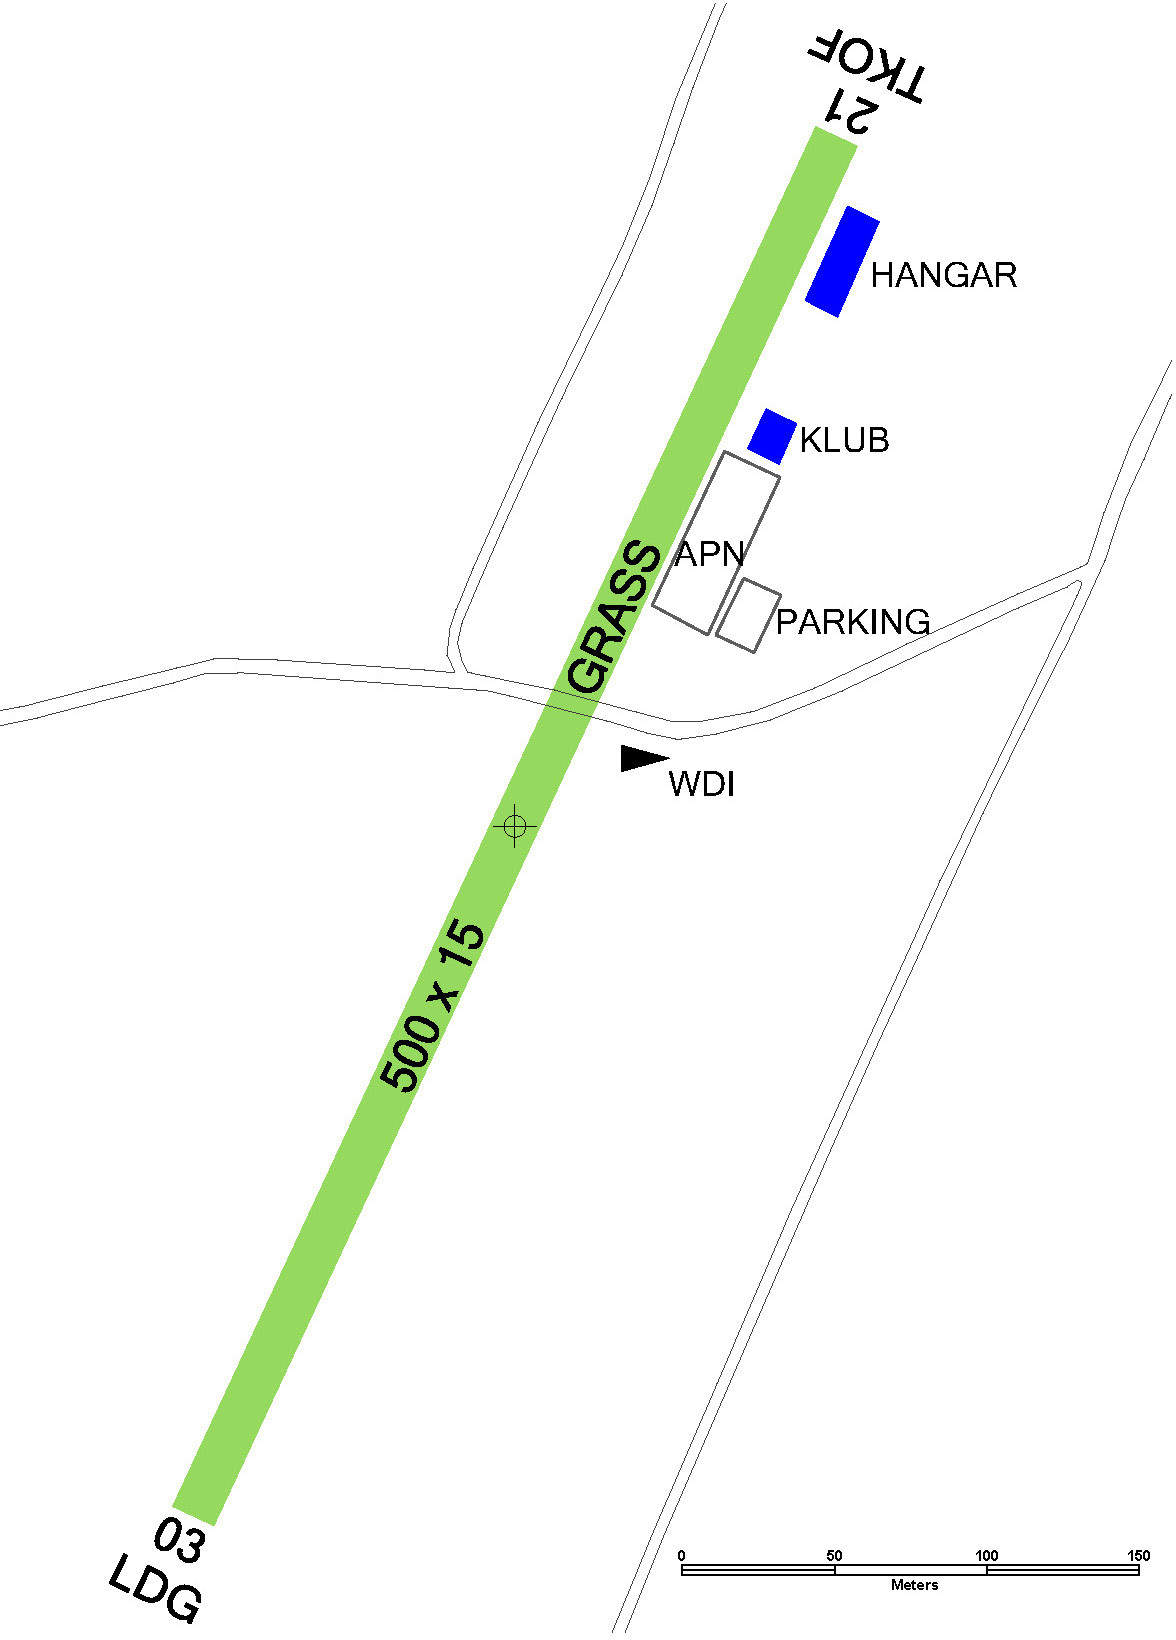 TKOF
21
HANGAR
KLUB
APN
GRASS
PARKING
WDI
500 x 15
03
LDG
0 50 100 150
Meters